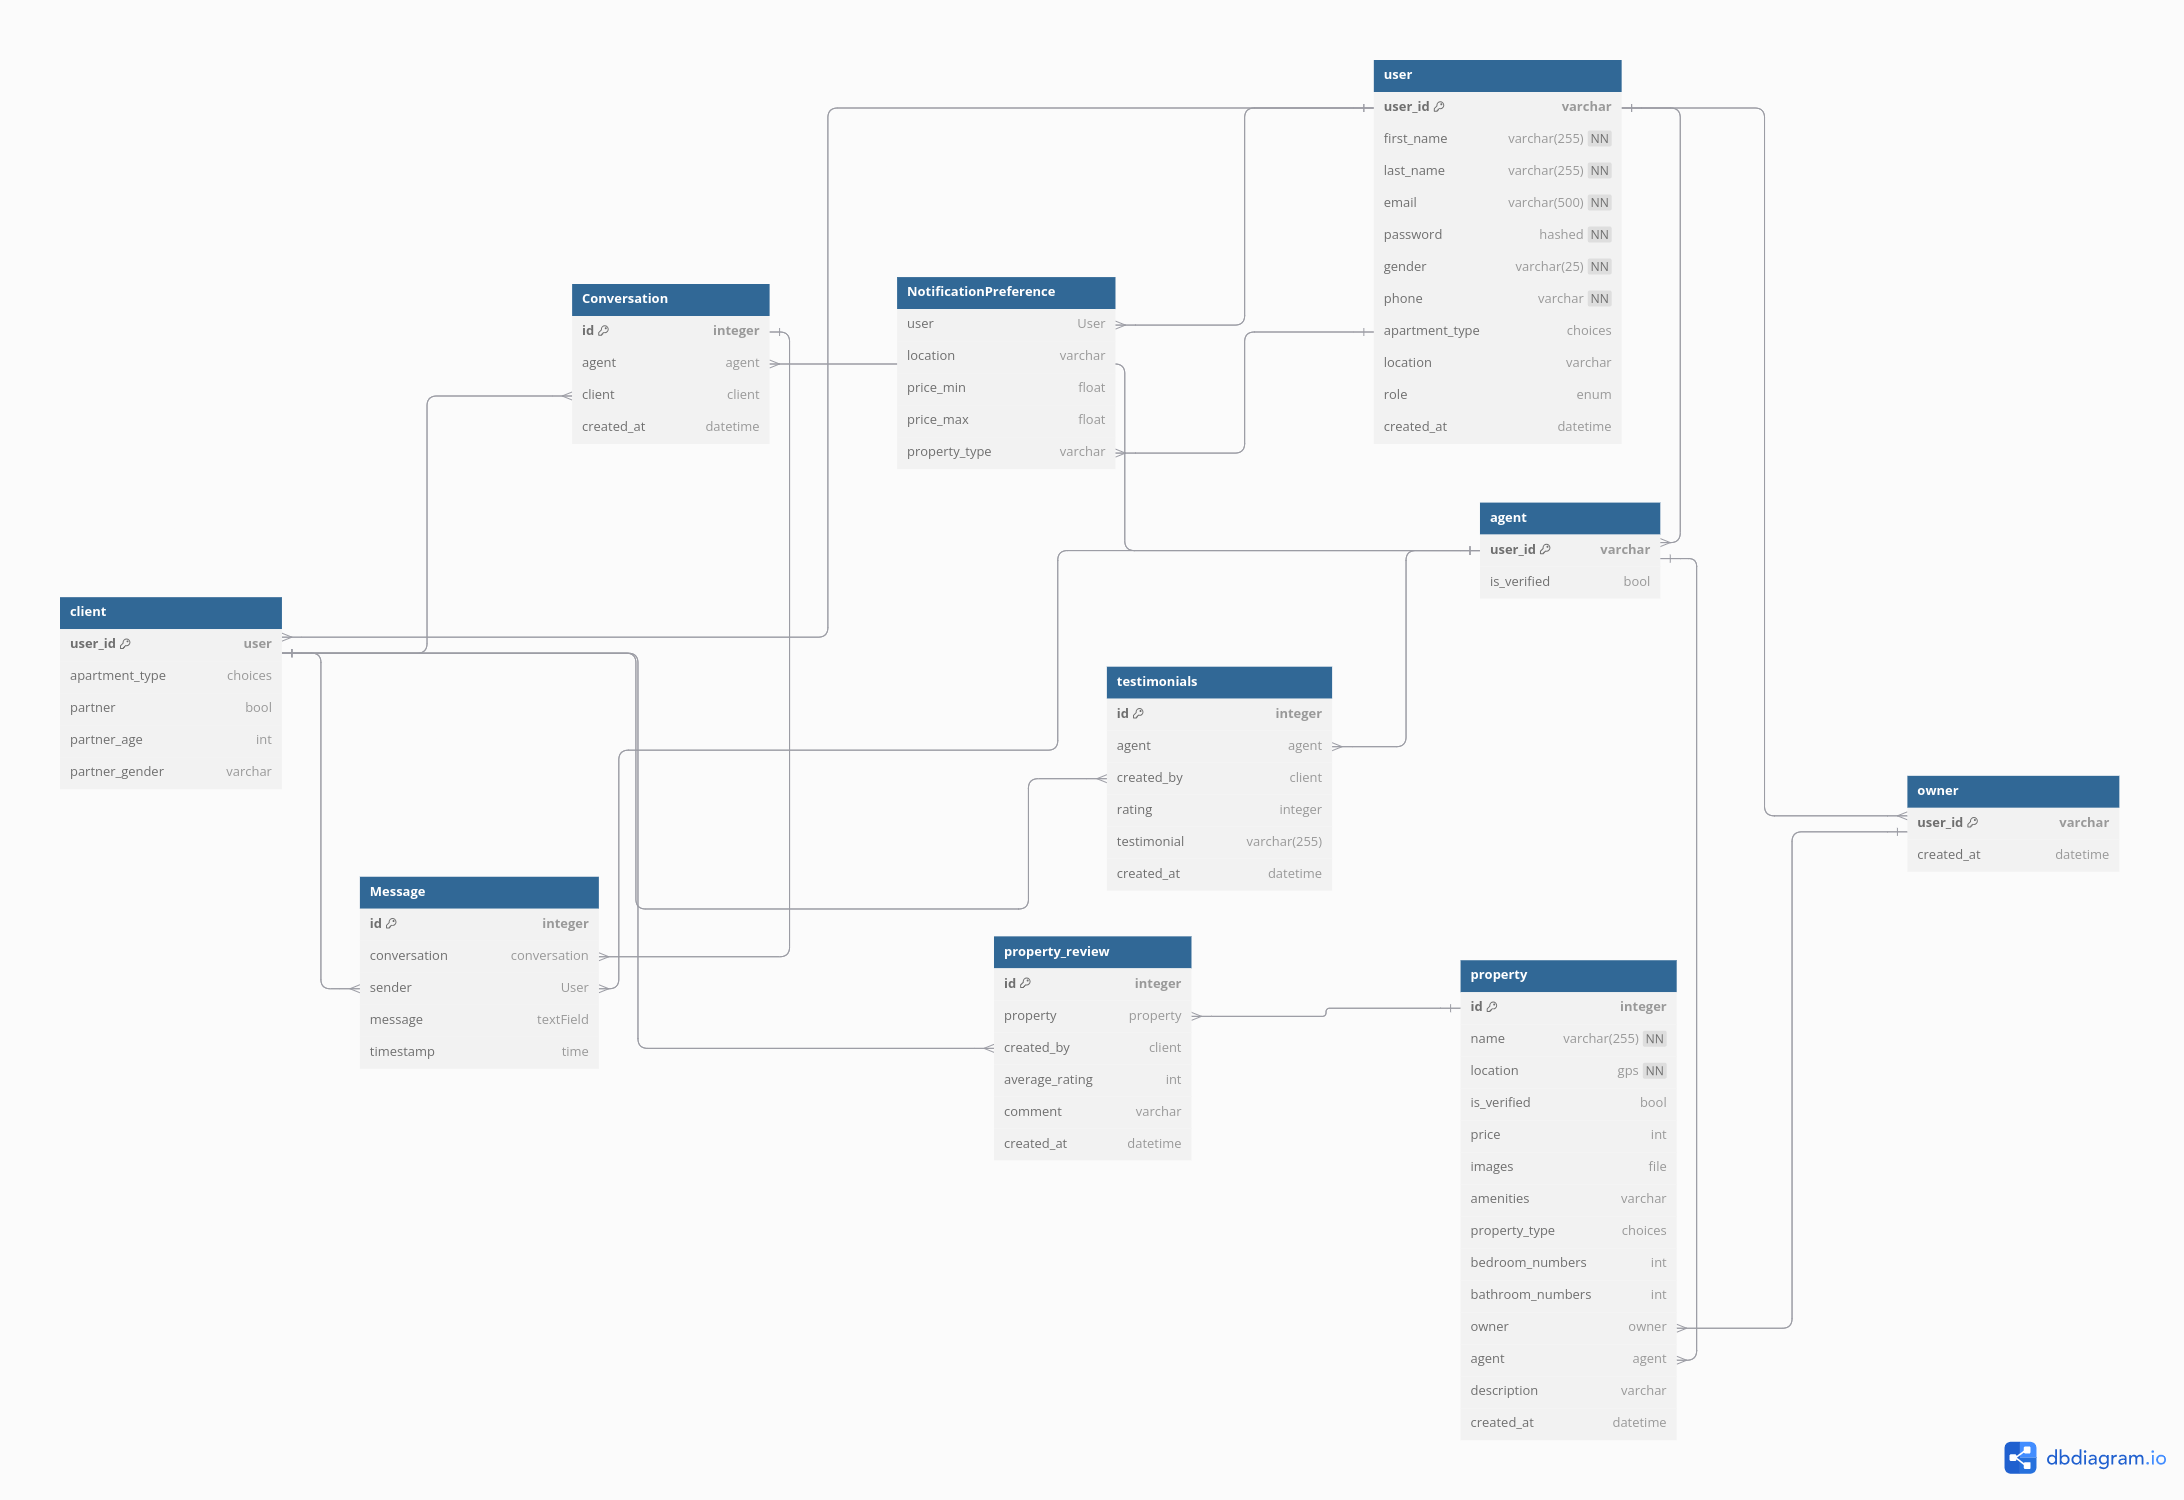 user
user_id varchar
first_name varchar(255) NN
last_name varchar(255) NN
email varchar(500) NN
password hashed NN
gender varchar(25) NN
phone varchar NN
apartment_type choices
location varchar
role enum
created_at datetime
Conversation
id integer
agent agent
client client
created_at datetime
NotificationPreference
user User
location varchar
price_min float
price_max float
property_type varchar
agent
user_id varchar
is_verified bool
client
user_id user
apartment_type choices
partner bool
partner_age int
partner_gender varchar
testimonials
id integer
agent agent
created_by client
rating integer
testimonial varchar(255)
created_at datetime
owner
user_id varchar
created_at datetime
Message
id integer
conversation conversation
sender User
message textField
timestamp time
property_review
id integer
property property
created_by client
average_rating int
comment varchar
created_at datetime
property
id integer
name varchar(255) NN
location gps NN
is_verified bool
price int
images file
amenities varchar
property_type choices
bedroom_numbers int
bathroom_numbers int
owner owner
agent agent
description varchar
created_at datetime
dbdiagram.io